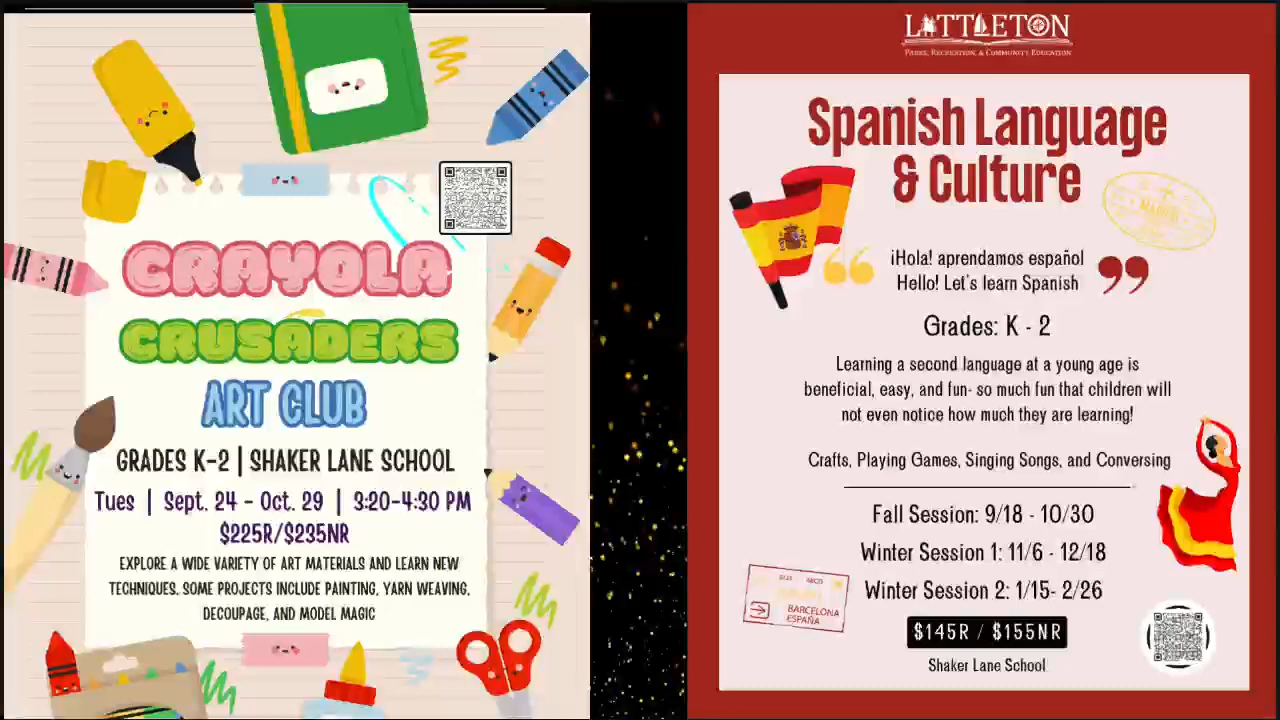 CRAYOLA
CRUSADERS
ART CLUB
GRADES K-2 | SHAKER LANE SCHOOL
Tues | Sept. 24 - Oct. 29 | 3:20-4:30 PM
$225R/$235NR
EXPLORE A WIDE VARIETY OF ART MATERIALS AND LEARN NEW
TECHNIQUES. SOME PROJECTS INCLUDE PAINTING, YARN WEAVING,
DECOUPAGE, AND MODEL MAGIC
LITTLETON
PARKS, RECREATION, & COMMUNITY EDUCATION
Spanish Language
& Culture
MADRID
¡Hola! aprendamos español
Hello! Let's learn Spanish
Grades: K - 2
Learning a second language at a young age is
beneficial, easy, and fun- so much fun that children will
not even notice how much they are learning!
Crafts, Playing Games, Singing Songs, and Conversing
Fall Session: 9/18 - 10/30
Winter Session 1: 11/6 - 12/18
Winter Session 2: 1/15- 2/26
BARCELONA
ESPAÑA
$145R / $155NR
Shaker Lane School